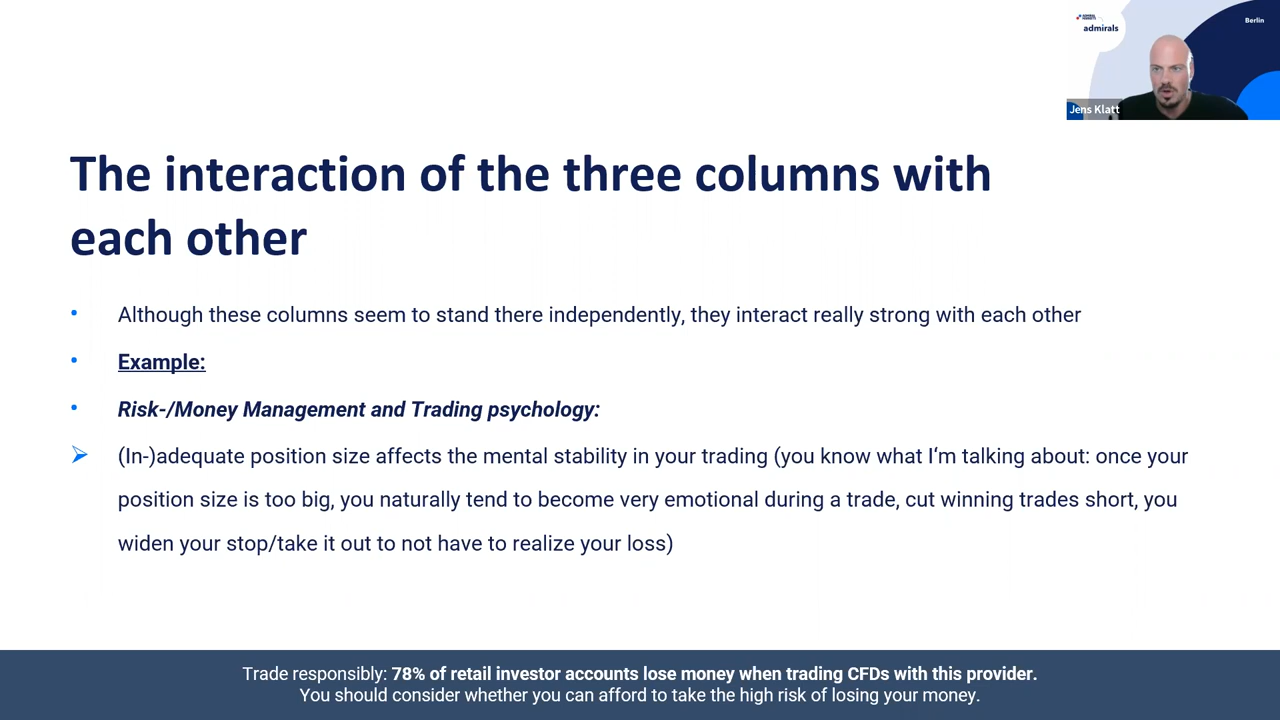 admirals
Berlin
Jens Klatt
The interaction of the three columns with
each other
• Although these columns seem to stand there independently, they interact really strong with each other
• Example:
• Risk-/Money Management and Trading psychology:
➢ (In-)adequate position size affects the mental stability in your trading (you know what I‘m talking about: once your
position size is too big, you naturally tend to become very emotional during a trade, cut winning trades short, you
widen your stop/take it out to not have to realize your loss)
Trade responsibly: 78% of retail investor accounts lose money when trading CFDs with this provider.
You should consider whether you can afford to take the high risk of losing your money.